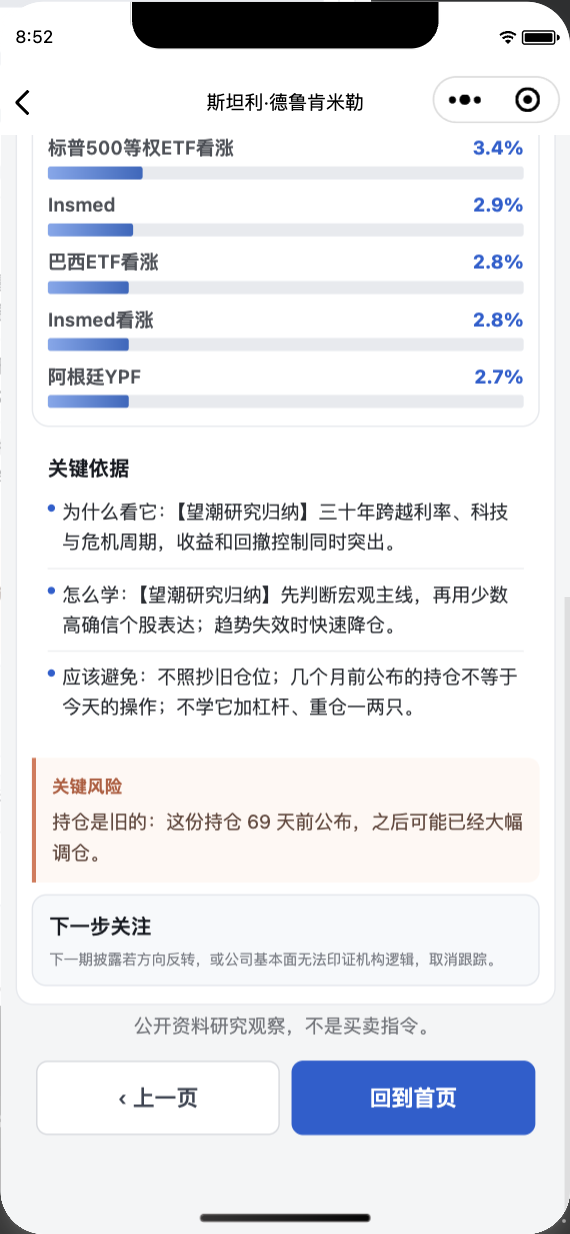 8:52
斯坦利·德鲁肯米勒
标普500等权ETF看涨 3.4%
Insmed 2.9%
巴西ETF看涨 2.8%
Insmed看涨 2.8%
阿根廷YPF 2.7%
关键依据
为什么看它：【望潮研究归纳】三十年跨越利率、科技
与危机周期，收益和回撤控制同时突出。
怎么学：【望潮研究归纳】先判断宏观主线，再用少数
高确信个股表达；趋势失效时快速降仓。
应该避免：不照抄旧仓位；几个月前公布的持仓不等于
今天的操作；不学它加杠杆、重仓一两只。
关键风险
持仓是旧的：这份持仓 69 天前公布，之后可能已经大幅
调仓。
下一步关注
下一期披露若方向反转，或公司基本面无法印证机构逻辑，取消跟踪。
公开资料研究观察，不是买卖指令。
‹ 上一页
回到首页